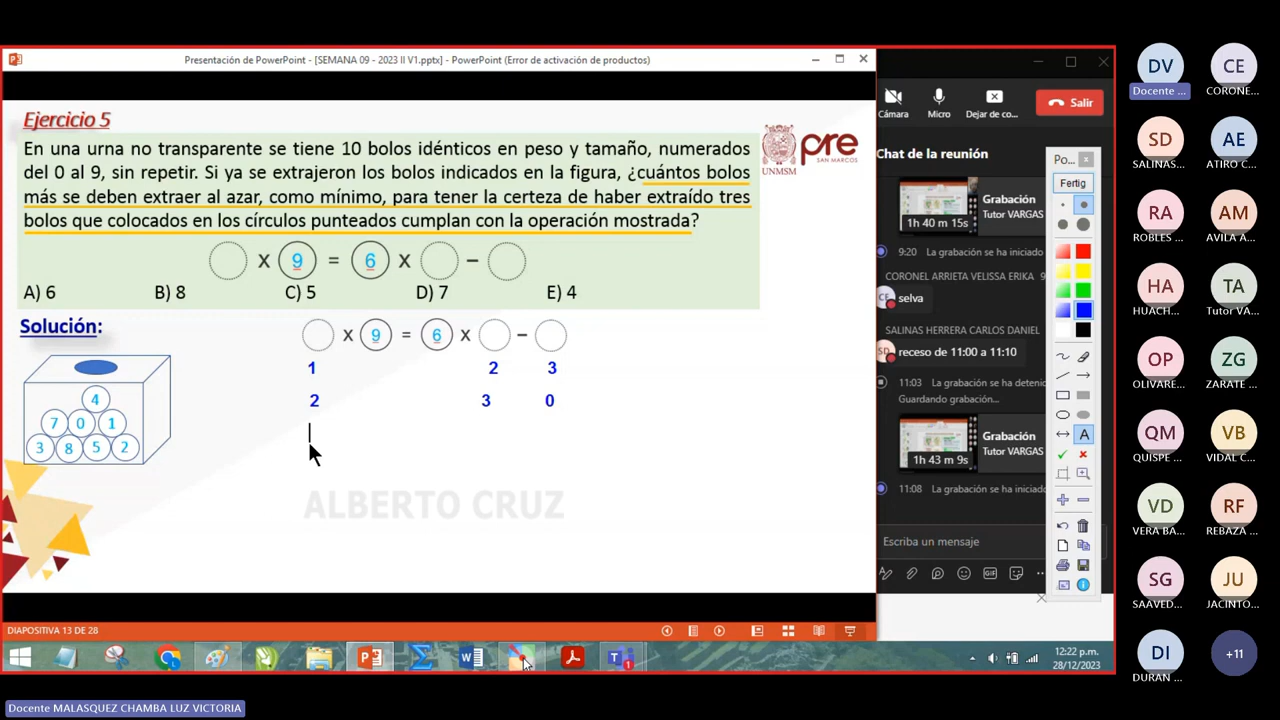 Presentación de PowerPoint - [SEMANA 09 - 2023 II V1.pptx] - PowerPoint (Error de activación de productos)
Ejercicio 5
En una urna no transparente se tiene 10 bolos idénticos en peso y tamaño, numerados
del 0 al 9, sin repetir. Si ya se extrajeron los bolos indicados en la figura, ¿cuántos bolos
más se deben extraer al azar, como mínimo, para tener la certeza de haber extraído tres
bolos que colocados en los círculos punteados cumplan con la operación mostrada?
x 9 = 6 x −
A) 6 B) 8 C) 5 D) 7 E) 4
UNMSM
pre
SAN MARCOS
Solución:
x 9 = 6 x −
1 2 3
2 3 0
4
7 0 1
3 8 5 2
ALBERTO CRUZ
DIAPOSITIVA 13 DE 28
Cámara Micro Dejar de co... Salir
Chat de la reunión
Grabación
Tutor VARGAS
1h 40 m 15s
9:20 La grabación se ha iniciado
CORONEL ARRIETA VELISSA ERIKA 9
CE selva
SALINAS HERRERA CARLOS DANIEL
SD receso de 11:00 a 11:10
11:03 La grabación se ha detenio
Guardando grabación...
Grabación
Tutor VARGAS
1h 43 m 9s
11:08 La grabación se ha iniciado
Escriba un mensaje
GIF
Po...
Fertig
A
12:22 p.m.
28/12/2023
DV CE
Docente ... CORONE...
SD AE
SALINAS... ATIRO C...
RA AM
ROBLES ... AVILA A...
HA TA
HUACH... Tutor VA...
OP ZG
OLIVARE... ZARATE ...
QM VB
QUISPE ... VIDAL C...
VD RF
VERA BA... REBAZA ...
SG JU
SAAVED... JACINTO...
DI +11
DURAN ...
Docente MALASQUEZ CHAMBA LUZ VICTORIA